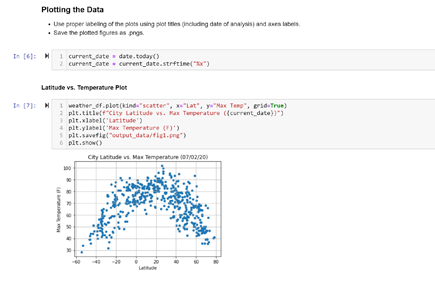 Plotting the Data
• Use proper labeling of the plots using plot titles (including date of analysis) and axes labels.
• Save the plotted figures as .pngs.
In [6]:
1 current_date = date.today()
2 current_date = current_date.strftime("%x")
Latitude vs. Temperature Plot
In [7]:
1 weather_df.plot(kind="scatter", x="Lat", y="Max Temp", grid=True)
2 plt.title(f"City Latitude vs. Max Temperature ({current_date})")
3 plt.xlabel('Latitude')
4 plt.ylabel('Max Temperature (F)')
5 plt.savefig("output_data/fig1.png")
6 plt.show()
City Latitude vs. Max Temperature (07/02/20)
Max Temperature (F)
100
90
80
70
60
50
40
30
-60 -40 -20 0 20 40 60 80
Latitude